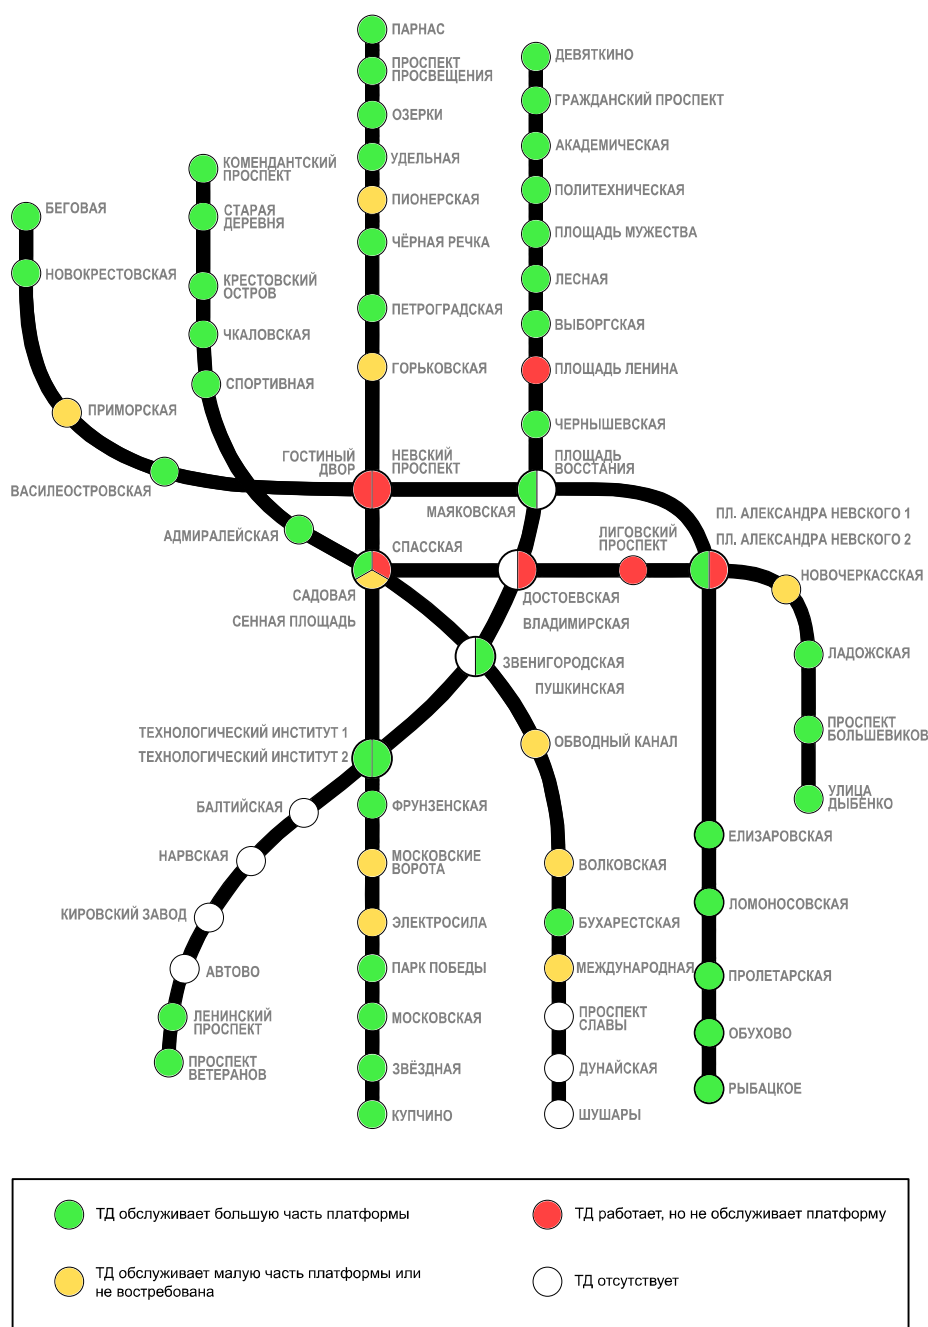 ПАРНАС
ПРОСПЕКТ
ПРОСВЕЩЕНИЯ
ОЗЕРКИ
УДЕЛЬНАЯ
ПИОНЕРСКАЯ
ЧЁРНАЯ РЕЧКА
ПЕТРОГРАДСКАЯ
ГОРЬКОВСКАЯ
НЕВСКИЙ
ПРОСПЕКТ
ДЕВЯТКИНО
ГРАЖДАНСКИЙ ПРОСПЕКТ
АКАДЕМИЧЕСКАЯ
ПОЛИТЕХНИЧЕСКАЯ
ПЛОЩАДЬ МУЖЕСТВА
ЛЕСНАЯ
ВЫБОРГСКАЯ
ПЛОЩАДЬ ЛЕНИНА
ЧЕРНЫШЕВСКАЯ
ПЛОЩАДЬ
ВОССТАНИЯ
КОМЕНДАНТСКИЙ
ПРОСПЕКТ
СТАРАЯ
ДЕРЕВНЯ
КРЕСТОВСКИЙ
ОСТРОВ
ЧКАЛОВСКАЯ
СПОРТИВНАЯ
БЕГОВАЯ
НОВОКРЕСТОВСКАЯ
ПРИМОРСКАЯ
ВАСИЛЕОСТРОВСКАЯ
ГОСТИНЫЙ
ДВОР
МАЯКОВСКАЯ
АДМИРАЛЕЙСКАЯ
СПАССКАЯ
САДОВАЯ
СЕННАЯ ПЛОЩАДЬ
ЛИГОВСКИЙ
ПРОСПЕКТ
ПЛ. АЛЕКСАНДРА НЕВСКОГО 1
ПЛ. АЛЕКСАНДРА НЕВСКОГО 2
НОВОЧЕРКАССКАЯ
ДОСТОЕВСКАЯ
ВЛАДИМИРСКАЯ
ЛАДОЖСКАЯ
ЗВЕНИГОРОДСКАЯ
ПУШКИНСКАЯ
ПРОСПЕКТ
БОЛЬШЕВИКОВ
УЛИЦА
ДЫБЕНКО
ТЕХНОЛОГИЧЕСКИЙ ИНСТИТУТ 1
ТЕХНОЛОГИЧЕСКИЙ ИНСТИТУТ 2
ОБВОДНЫЙ КАНАЛ
БАЛТИЙСКАЯ
НАРВСКАЯ
КИРОВСКИЙ ЗАВОД
АВТОВО
ЛЕНИНСКИЙ
ПРОСПЕКТ
ПРОСПЕКТ
ВЕТЕРАНОВ
ФРУНЗЕНСКАЯ
МОСКОВСКИЕ
ВОРОТА
ЭЛЕКТРОСИЛА
ПАРК ПОБЕДЫ
МОСКОВСКАЯ
ЗВЁЗДНАЯ
КУПЧИНО
ВОЛКОВСКАЯ
БУХАРЕСТСКАЯ
МЕЖДУНАРОДНАЯ
ПРОСПЕКТ
СЛАВЫ
ДУНАЙСКАЯ
ШУШАРЫ
ЕЛИЗАРОВСКАЯ
ЛОМОНОСОВСКАЯ
ПРОЛЕТАРСКАЯ
ОБУХОВО
РЫБАЦКОЕ
ТД обслуживает большую часть платформы
ТД работает, но не обслуживает платформу
ТД обслуживает малую часть платформы или
не востребована
ТД отсутствует